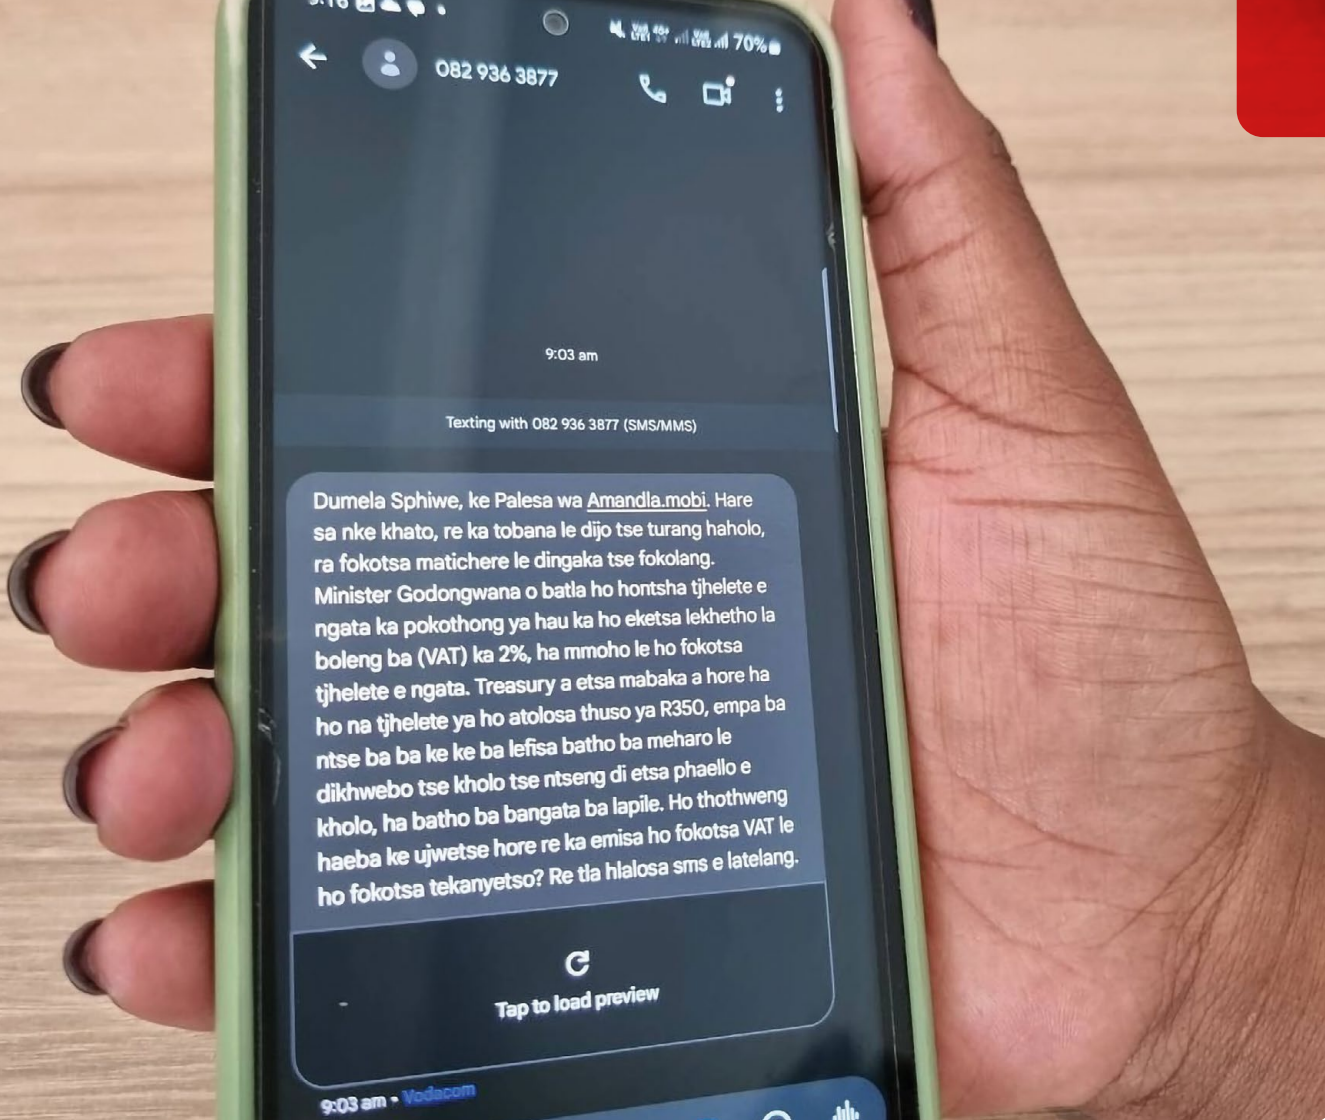 70%
082 936 3877
9:03 am
Texting with 082 936 3877 (SMS/MMS)
Dumela Sphiwe, ke Palesa wa Amandla.mobi. Hare
sa nke khato, re ka tobana le dijo tse turang haholo,
ra fokotsa matichere le dingaka tse fokolang.
Minister Godongwana o batla ho hontsha tjhelete e
ngata ka pokothong ya hau ka ho eketsa lekhetho la
boleng ba (VAT) ka 2%, ha mmoho le ho fokotsa
tjhelete e ngata. Treasury a etsa mabaka a hore ha
ho na tjhelete ya ho atolosa thuso ya R350, empa ba
ntse ba ba ke ke ba lefisa batho ba meharo le
dikhwebo tse kholo tse ntseng di etsa phaello e
kholo, ha batho ba bangata ba lapile. Ho thothweng
haeba ke ujwetse hore re ka emisa ho fokotsa VAT le
ho fokotsa tekanyetso? Re tla hlalosa sms e latelang.
Tap to load preview
9:03 am • Vodacom